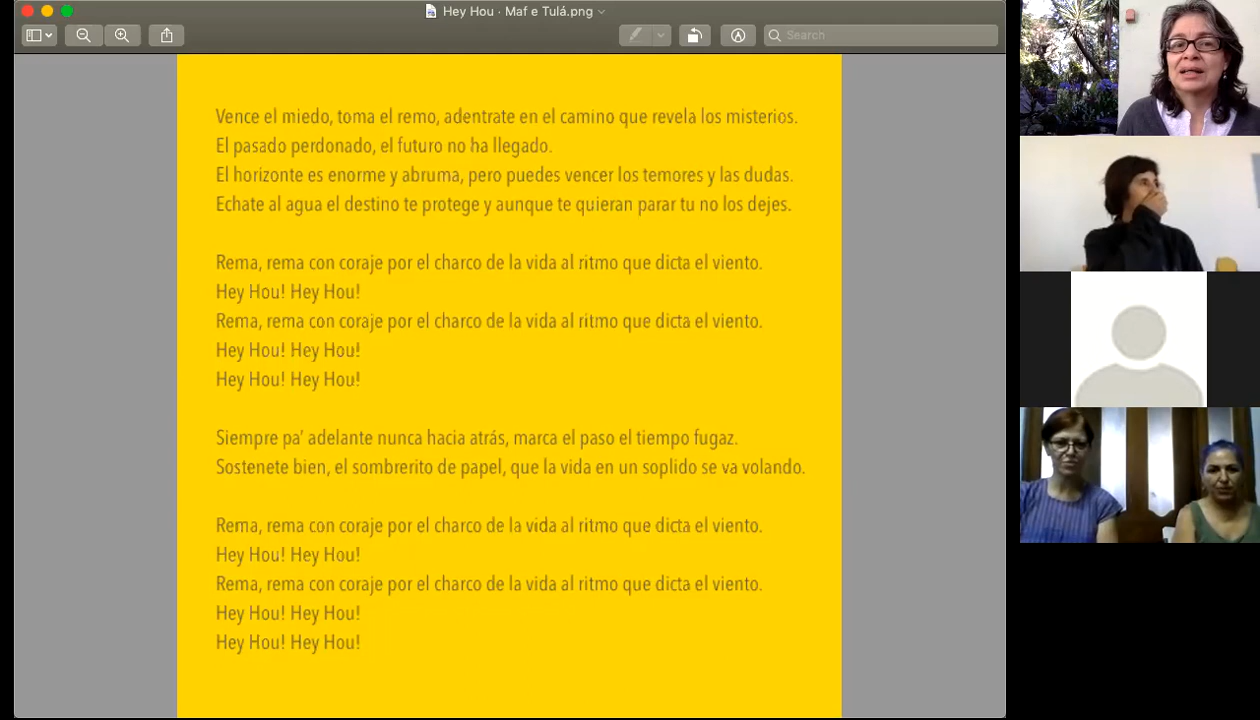 Hey Hou - Maf e Tulá.png
Search
Vence el miedo, toma el remo, adentrate en el camino que revela los misterios.
El pasado perdonado, el futuro no ha llegado.
El horizonte es enorme y abruma, pero puedes vencer los temores y las dudas.
Echate al agua el destino te protege y aunque te quieran parar tu no los dejes.
Rema, rema con coraje por el charco de la vida al ritmo que dicta el viento.
Hey Hou! Hey Hou!
Rema, rema con coraje por el charco de la vida al ritmo que dicta el viento.
Hey Hou! Hey Hou!
Hey Hou! Hey Hou!
Siempre pa' adelante nunca hacia atrás, marca el paso el tiempo fugaz.
Sostenete bien, el sombrerito de papel, que la vida en un soplido se va volando.
Rema, rema con coraje por el charco de la vida al ritmo que dicta el viento.
Hey Hou! Hey Hou!
Rema, rema con coraje por el charco de la vida al ritmo que dicta el viento.
Hey Hou! Hey Hou!
Hey Hou! Hey Hou!